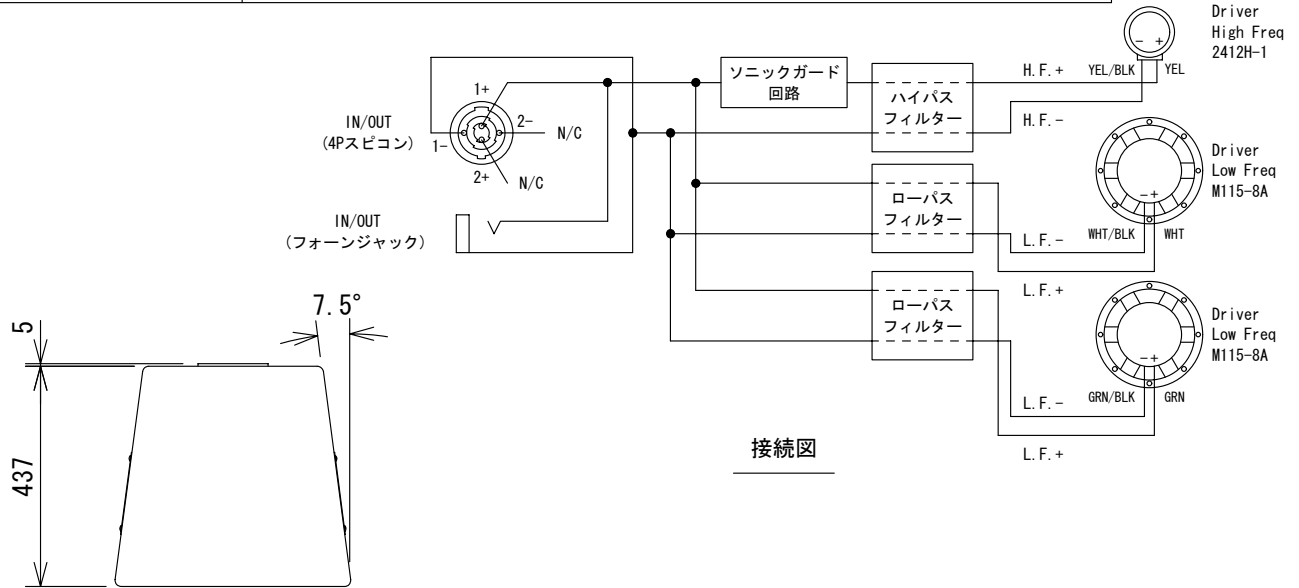 Driver
High Freq
2412H-1
- +
YEL/BLK
YEL
H.F.+
H.F.-
ソニックガード
回路
ハイパス
フィルター
1+
2-
1-
2+
N/C
N/C
IN/OUT
(4Pスピコン)
IN/OUT
(フォーンジャック)
Driver
Low Freq
M115-8A
-+
WHT/BLK
WHT
ローパス
フィルター
L.F.-
L.F.+
ローパス
フィルター
Driver
Low Freq
M115-8A
-+
GRN/BLK
GRN
L.F.-
L.F.+
接続図
7.5°
5
437